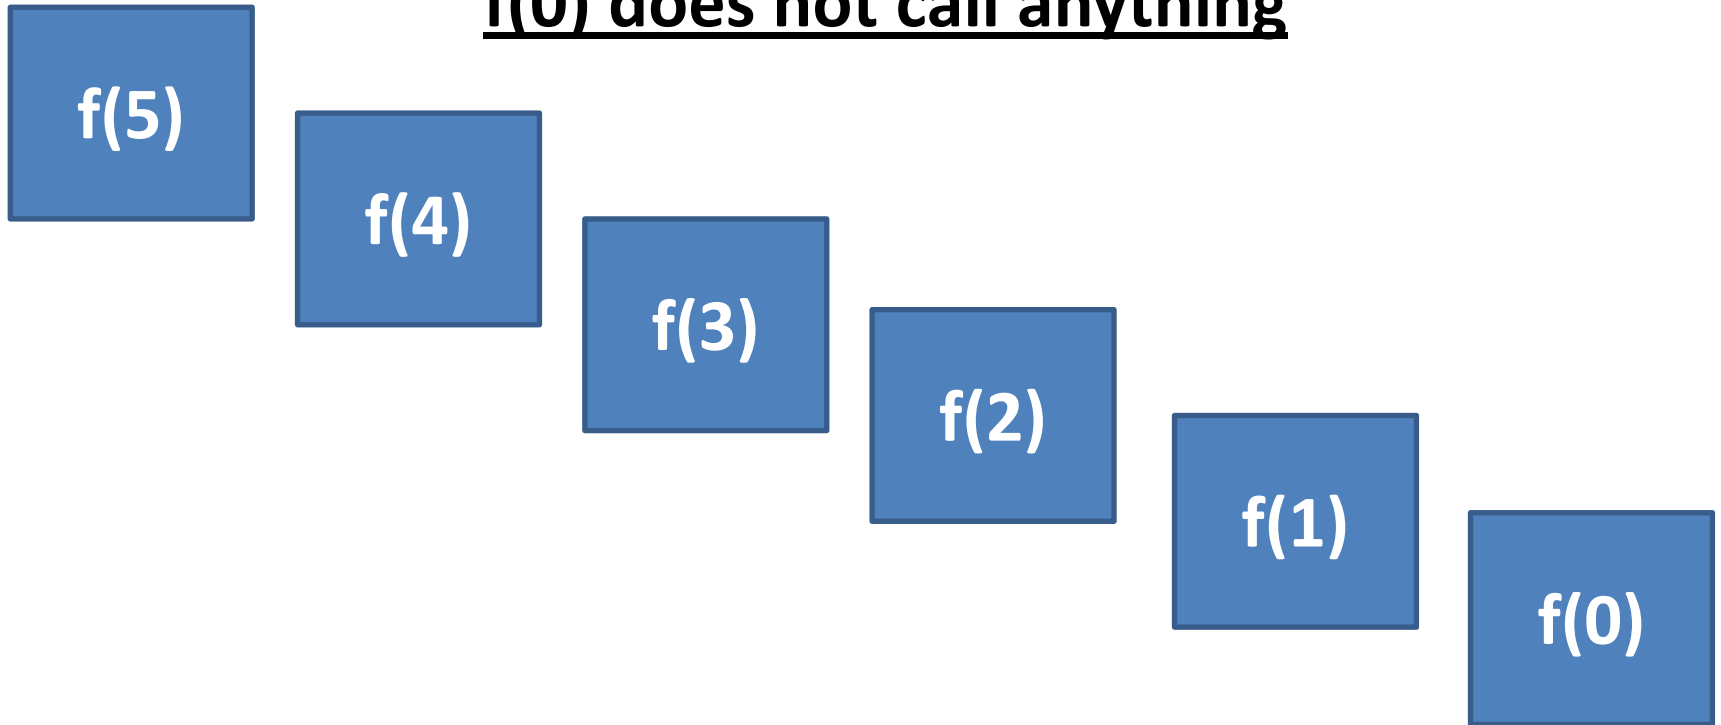 f(0) does not call anything
f(5)
f(4)
f(3)
f(2)
f(1)
f(0)